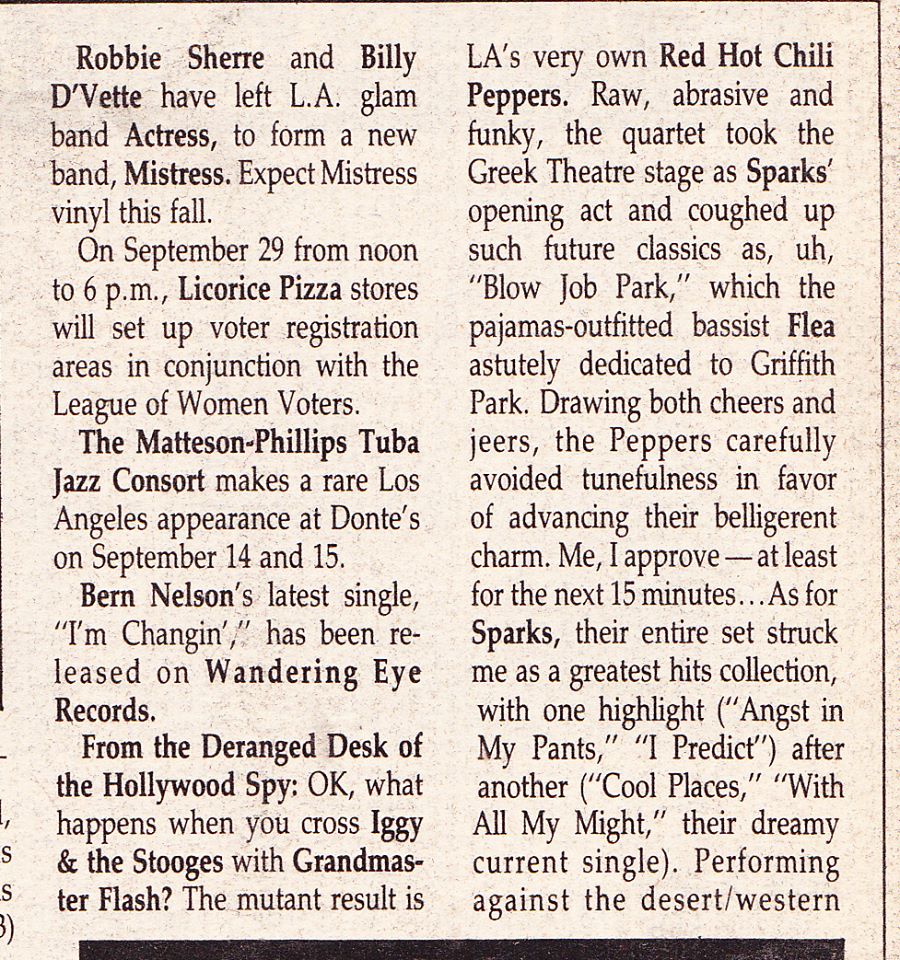 Robbie Sherre and Billy
D'Vette have left L.A. glam
band Actress, to form a new
band, Mistress. Expect Mistress
vinyl this fall.
On September 29 from noon
to 6 p.m., Licorice Pizza stores
will set up voter registration
areas in conjunction with the
League of Women Voters.
The Matteson-Phillips Tuba
Jazz Consort makes a rare Los
Angeles appearance at Donte's
on September 14 and 15.
Bern Nelson's latest single,
"I'm Changin'," has been re-
leased on Wandering Eye
Records.
From the Deranged Desk of
the Hollywood Spy: OK, what
happens when you cross Iggy
& the Stooges with Grandmas-
ter Flash? The mutant result is
LA's very own Red Hot Chili
Peppers. Raw, abrasive and
funky, the quartet took the
Greek Theatre stage as Sparks'
opening act and coughed up
such future classics as, uh,
"Blow Job Park," which the
pajamas-outfitted bassist Flea
astutely dedicated to Griffith
Park. Drawing both cheers and
jeers, the Peppers carefully
avoided tunefulness in favor
of advancing their belligerent
charm. Me, I approve—at least
for the next 15 minutes...As for
Sparks, their entire set struck
me as a greatest hits collection,
with one highlight ("Angst in
My Pants," "I Predict") after
another ("Cool Places," "With
All My Might," their dreamy
current single). Performing
against the desert/western